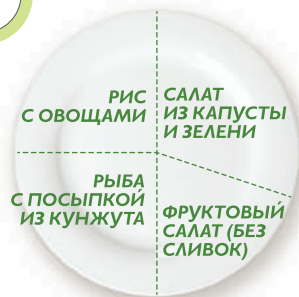 РИС
С ОВОЩАМИ
САЛАТ
ИЗ КАПУСТЫ
И ЗЕЛЕНИ
РЫБА
С ПОСЫПКОЙ
ИЗ КУНЖУТА
ФРУКТОВЫЙ
САЛАТ (БЕЗ
СЛИВОК)